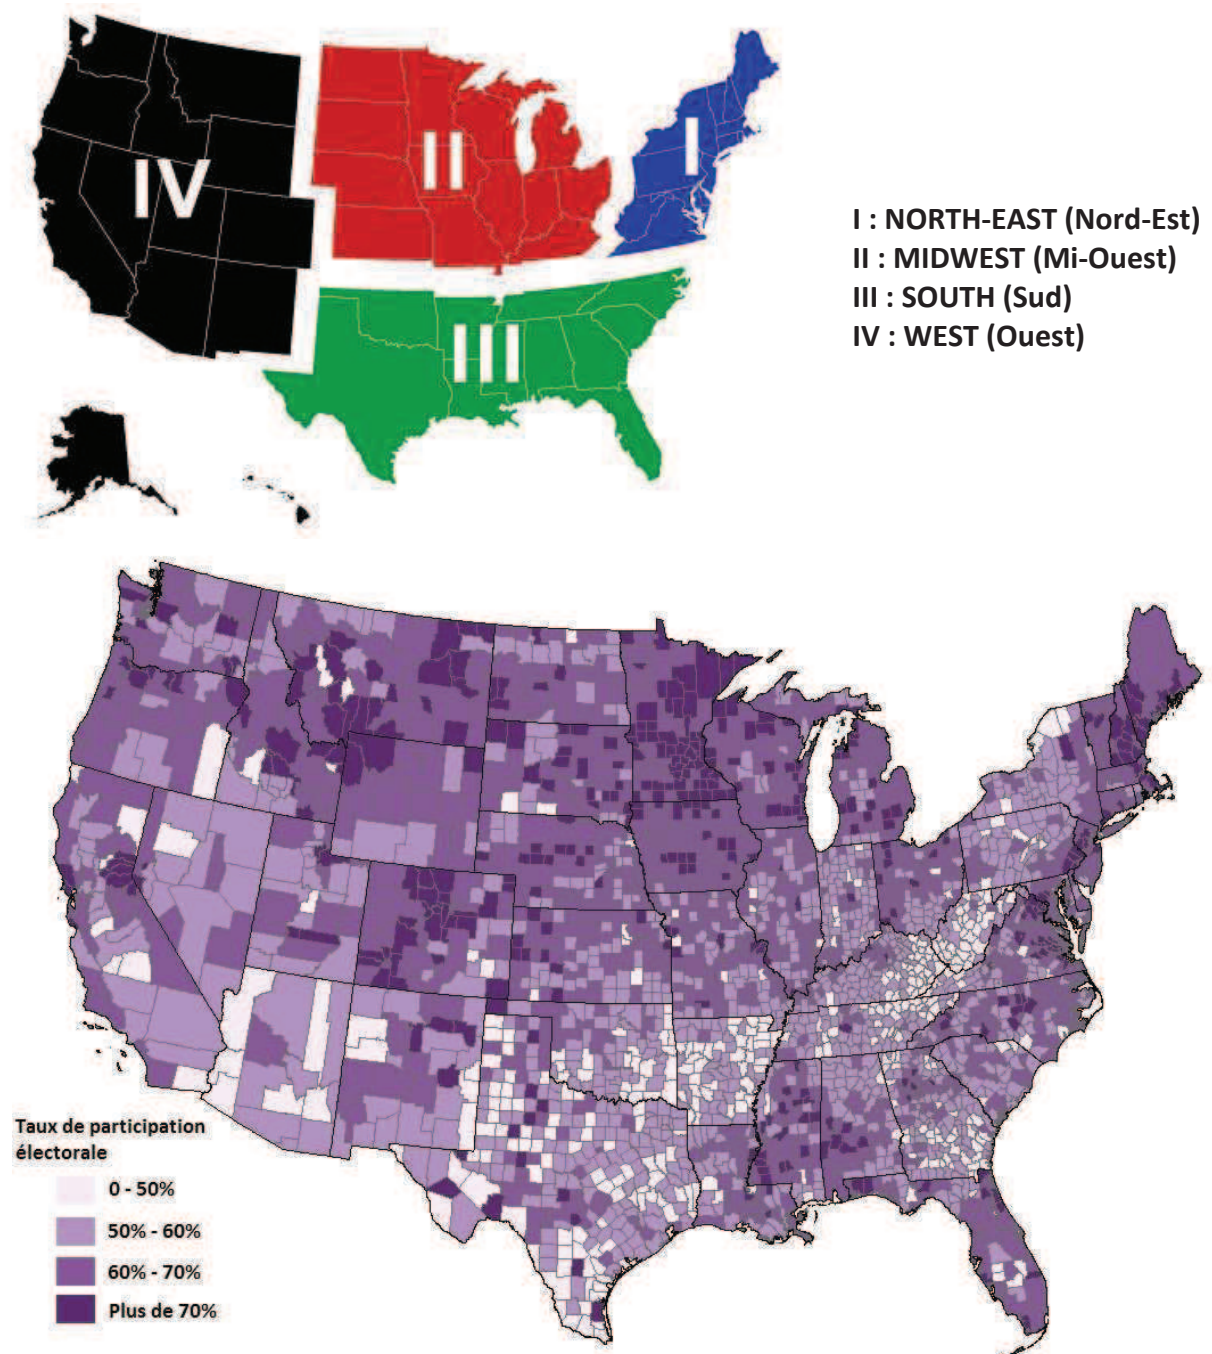 I
II
IV
III
I : NORTH-EAST (Nord-Est)
II : MIDWEST (Mi-Ouest)
III : SOUTH (Sud)
IV : WEST (Ouest)
Taux de participation
électorale
0 - 50%
50% - 60%
60% - 70%
Plus de 70%